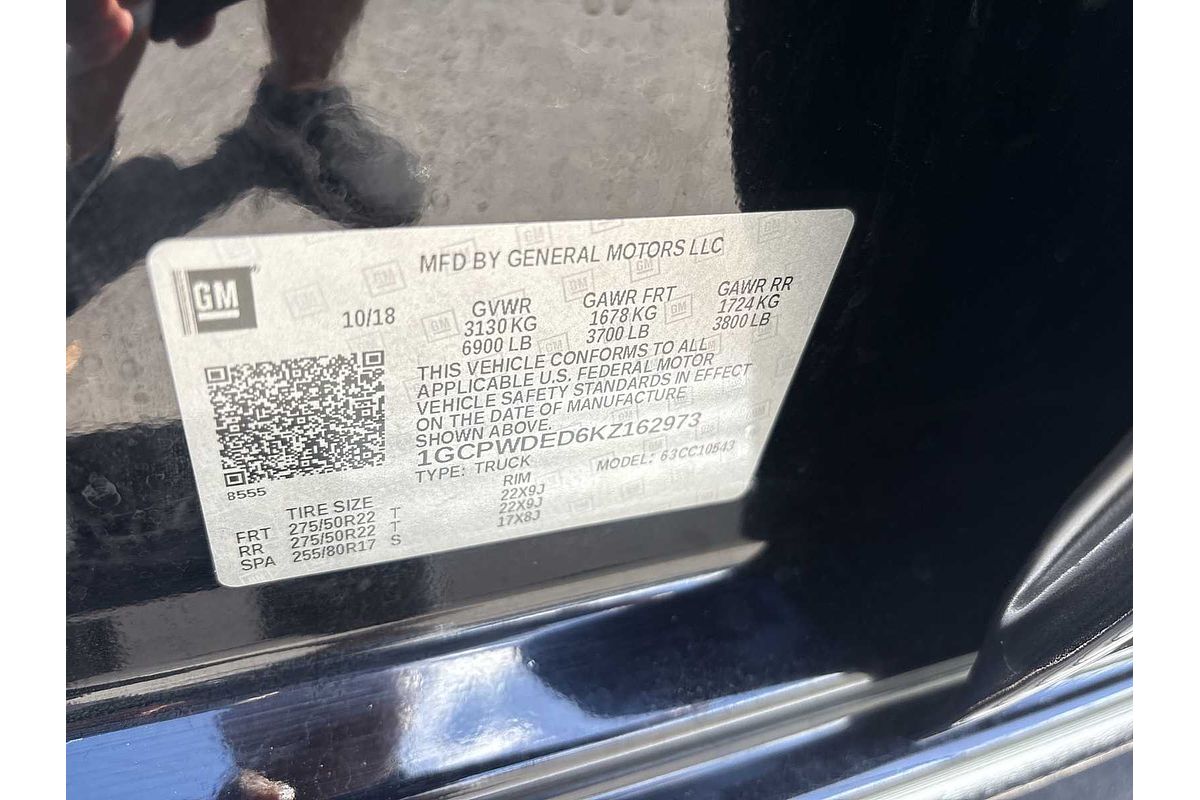 MFD BY GENERAL MOTORS LLC
GM
10/18
GVWR GAWR FRT GAWR RR
3130 KG 1678 KG 1724 KG
6900 LB 3700 LB 3800 LB
THIS VEHICLE CONFORMS TO ALL
APPLICABLE U.S. FEDERAL MOTOR
VEHICLE SAFETY STANDARDS IN EFFECT
ON THE DATE OF MANUFACTURE
SHOWN ABOVE.
1GCPWDED6KZ162973
TYPE: TRUCK MODEL: 63CC10543
8555
TIRE SIZE RIM
FRT 275/50R22 T 22X9J
RR 275/50R22 T 22X9J
SPA 255/80R17 S 17X8J